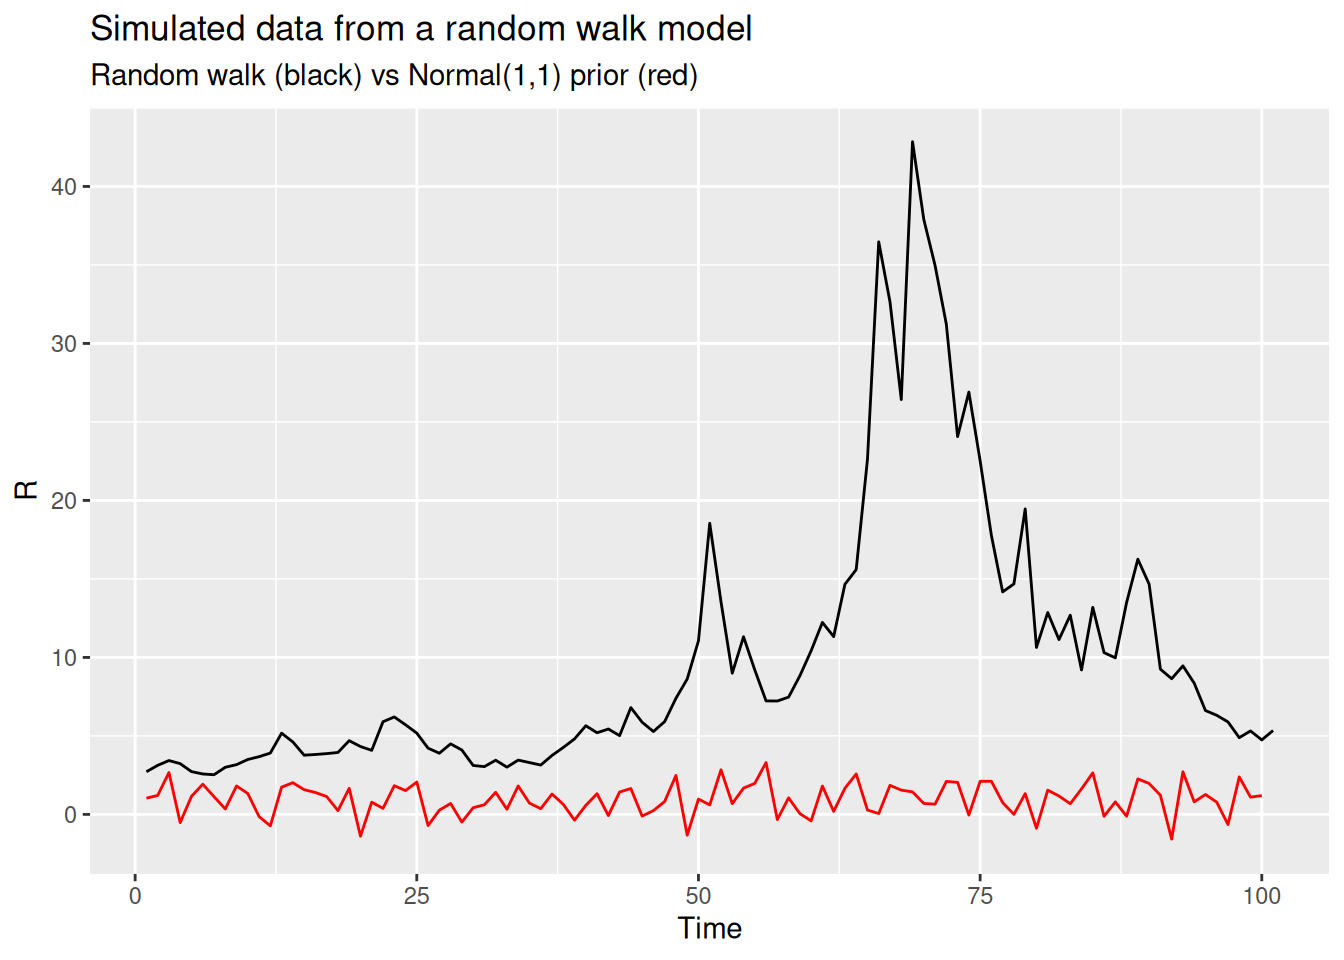 Simulated data from a random walk model
Random walk (black) vs Normal(1,1) prior (red)
R
40
30
20
10
0
0 25 50 75 100
Time